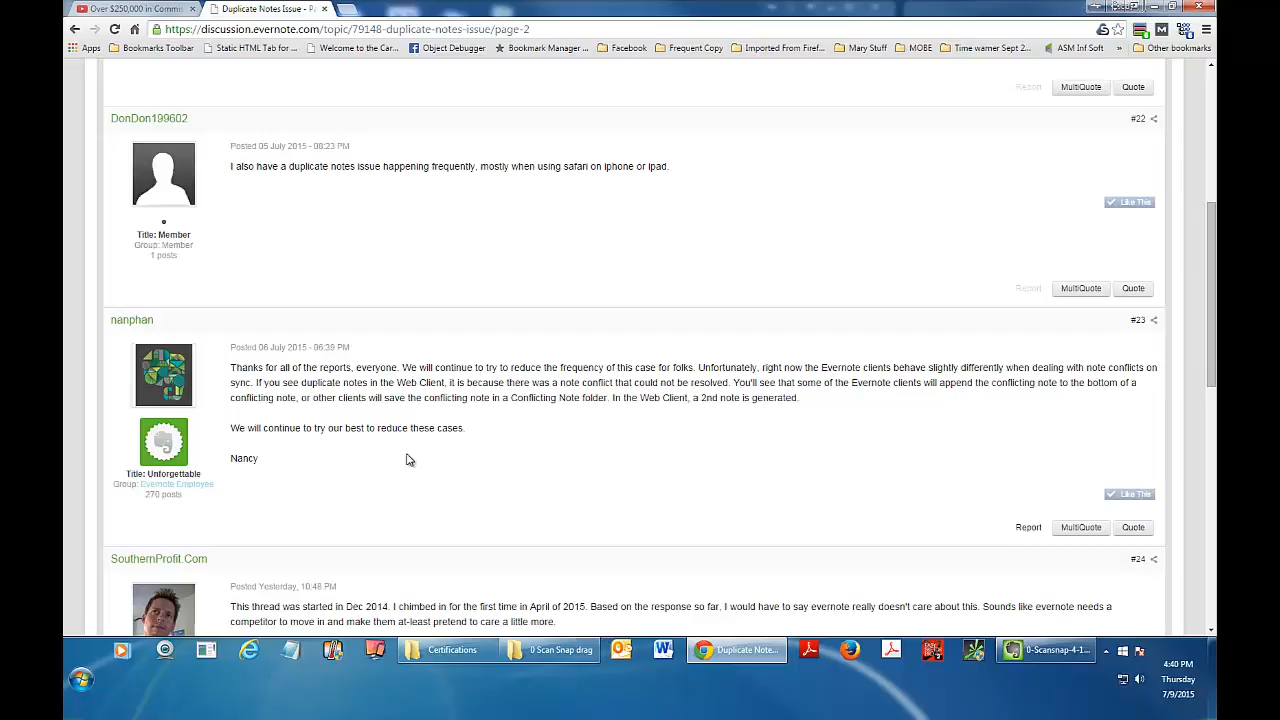 Over $250,000 in Commi
Duplicate Notes Issue - P
https://discussion.evernote.com/topic/79148-duplicate-notes-issue/page-2
Apps Bookmarks Toolbar Static HTML Tab for ... Welcome to the Car... Object Debugger Bookmark Manager ... Facebook Frequent Copy Imported From Firef... Mary Stuff MOBE Time warner Sept 2... ASM Inf Soft » Other bookmarks
Report MultiQuote Quote
DonDon199602 #22
Posted 05 July 2015 - 08:23 PM
I also have a duplicate notes issue happening frequently, mostly when using safari on iphone or ipad.
Like This
Title: Member
Group: Member
1 posts
Report MultiQuote Quote
nanphan #23
Posted 06 July 2015 - 06:39 PM
Thanks for all of the reports, everyone. We will continue to try to reduce the frequency of this case for folks. Unfortunately, right now the Evernote clients behave slightly differently when dealing with note conflicts on
sync. If you see duplicate notes in the Web Client, it is because there was a note conflict that could not be resolved. You'll see that some of the Evernote clients will append the conflicting note to the bottom of a
conflicting note, or other clients will save the conflicting note in a Conflicting Note folder. In the Web Client, a 2nd note is generated.
We will continue to try our best to reduce these cases.
Nancy
Title: Unforgettable
Group: Evernote Employee
270 posts
Like This
Report MultiQuote Quote
SouthernProfit.Com #24
Posted Yesterday, 10:48 PM
This thread was started in Dec 2014. I chimbed in for the first time in April of 2015. Based on the response so far, I would have to say evernote really doesn't care about this. Sounds like evernote needs a
competitor to move in and make them at-least pretend to care a little more.
Certifications 0 Scan Snap drag Duplicate Note... 0-Scansnap-4-1...
4:40 PM
Thursday
7/9/2015